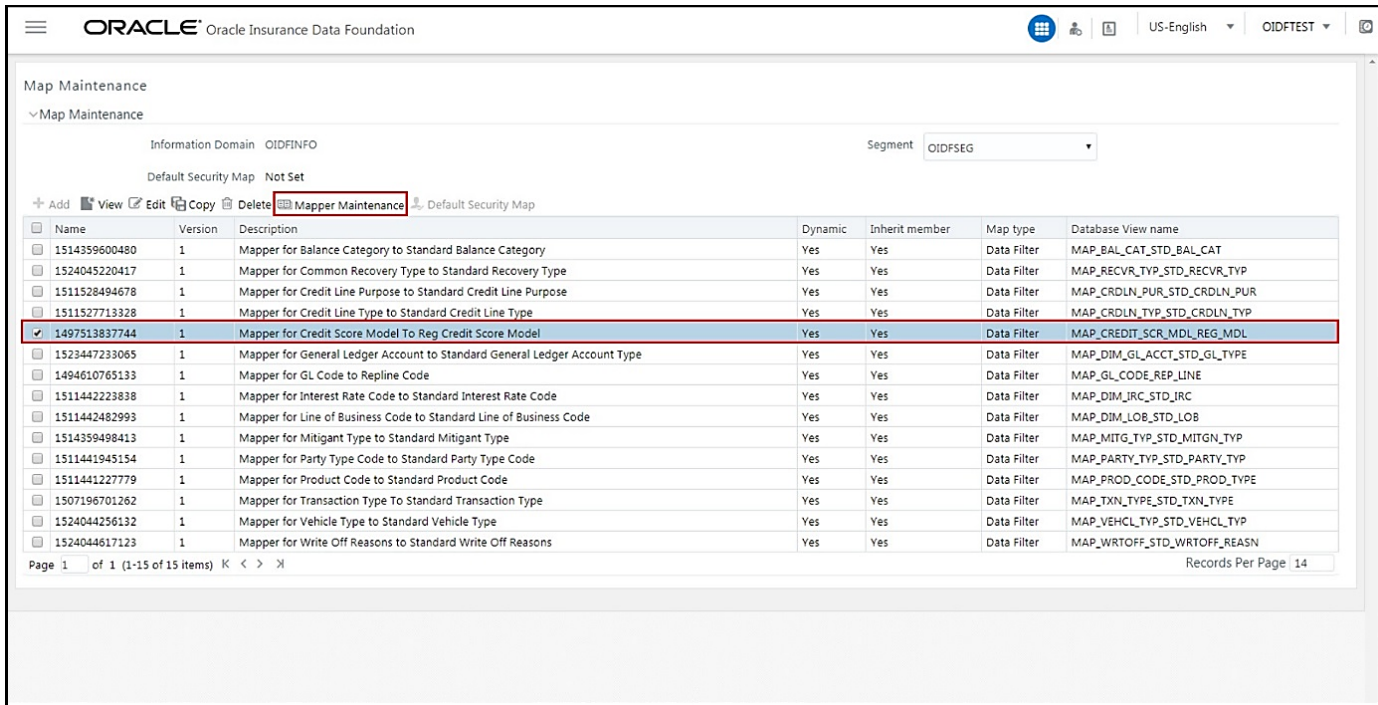 ORACLE® Oracle Insurance Data Foundation US-English OIDFTEST
Map Maintenance
Map Maintenance
Information Domain OIDFINFO Segment OIDFSEG
Default Security Map Not Set
Add View Edit Copy Delete Mapper Maintenance Default Security Map
Name Version Description Dynamic Inherit member Map type Database View name
1514359600480 1 Mapper for Balance Category to Standard Balance Category Yes Yes Data Filter MAP_BAL_CAT_STD_BAL_CAT
1524045220417 1 Mapper for Common Recovery Type to Standard Recovery Type Yes Yes Data Filter MAP_RECVR_TYP_STD_RECVR_TYP
1511528494678 1 Mapper for Credit Line Purpose to Standard Credit Line Purpose Yes Yes Data Filter MAP_CRDLN_PUR_STD_CRDLN_PUR
1511527713328 1 Mapper for Credit Line Type to Standard Credit Line Type Yes Yes Data Filter MAP_CRDLN_TYP_STD_CRDLN_TYP
1497513837744 1 Mapper for Credit Score Model To Reg Credit Score Model Yes Yes Data Filter MAP_CREDIT_SCR_MDL_REG_MDL
1523447233065 1 Mapper for General Ledger Account to Standard General Ledger Account Type Yes Yes Data Filter MAP_DIM_GL_ACCT_STD_GL_TYPE
1494610765133 1 Mapper for GL Code to Repline Code Yes Yes Data Filter MAP_GL_CODE_REP_LINE
1511442223838 1 Mapper for Interest Rate Code to Standard Interest Rate Code Yes Yes Data Filter MAP_DIM_IRC_STD_IRC
1511442482993 1 Mapper for Line of Business Code to Standard Line of Business Code Yes Yes Data Filter MAP_DIM_LOB_STD_LOB
1514359498413 1 Mapper for Mitigant Type to Standard Mitigant Type Yes Yes Data Filter MAP_MITG_TYP_STD_MITGN_TYP
1511441945154 1 Mapper for Party Type Code to Standard Party Type Code Yes Yes Data Filter MAP_PARTY_TYP_STD_PARTY_TYP
1511441227779 1 Mapper for Product Code to Standard Product Code Yes Yes Data Filter MAP_PROD_CODE_STD_PROD_TYPE
1507196701262 1 Mapper for Transaction Type To Standard Transaction Type Yes Yes Data Filter MAP_TXN_TYPE_STD_TXN_TYPE
1524044256132 1 Mapper for Vehicle Type to Standard Vehicle Type Yes Yes Data Filter MAP_VEHCL_TYP_STD_VEHCL_TYP
1524044617123 1 Mapper for Write Off Reasons to Standard Write Off Reasons Yes Yes Data Filter MAP_WRTOFF_STD_WRTOFF_REASN
Page 1 of 1 (1-15 of 15 items) Records Per Page 14